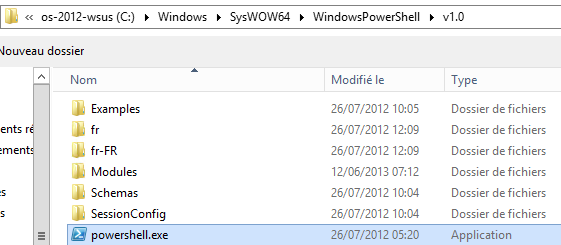 os-2012-wsus (C:) ▸ Windows ▸ SysWOW64 ▸ WindowsPowerShell ▸ v1.0
Nouveau dossier
Nom Modifié le Type
Examples 26/07/2012 10:05 Dossier de fichiers
fr 26/07/2012 12:09 Dossier de fichiers
ents ré fr-FR 26/07/2012 12:09 Dossier de fichiers
ements Modules 12/06/2013 07:12 Dossier de fichiers
es Schemas 26/07/2012 10:04 Dossier de fichiers
s SessionConfig 26/07/2012 10:04 Dossier de fichiers
powershell.exe 26/07/2012 05:20 Application